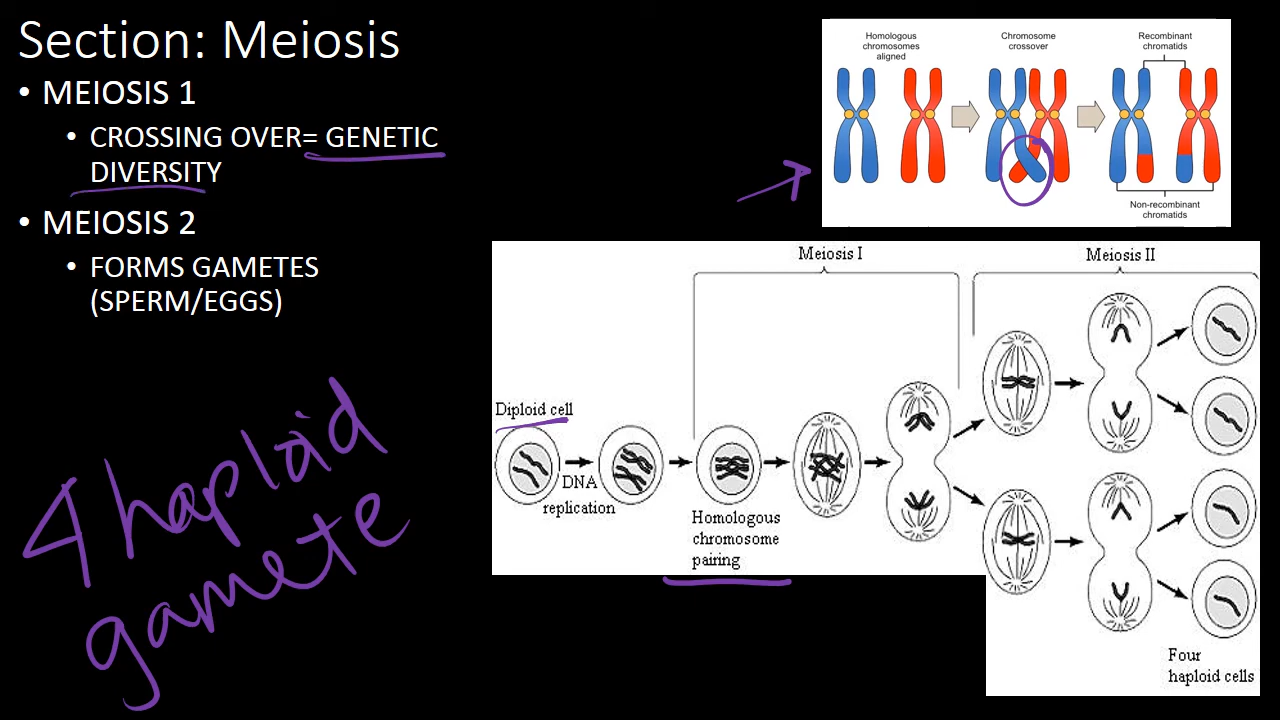 Section: Meiosis
• MEIOSIS 1
• CROSSING OVER= GENETIC
DIVERSITY
• MEIOSIS 2
• FORMS GAMETES
(SPERM/EGGS)
4 haploid
gamete
Homologous
chromosomes
aligned
Chromosome
crossover
Recombinant
chromatids
Non-recombinant
chromatids
Meiosis I
Meiosis II
Diploid cell
DNA
replication
Homologous
chromosome
pairing
Four
haploid cells